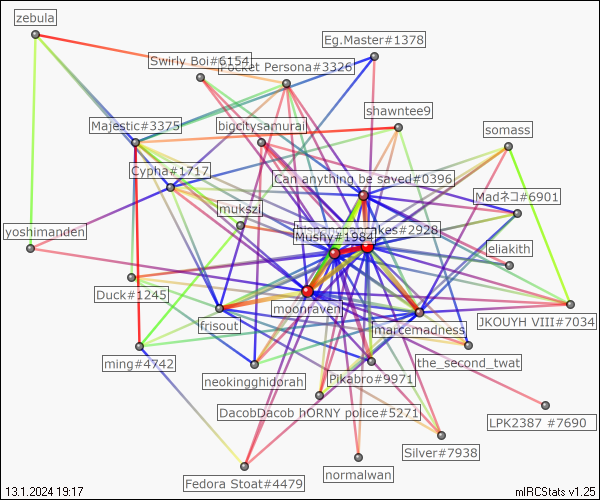 zebula
Eg.Master#1378
Swirly Boi#6154
Pocket Persona#3326
shawntee9
Majestic#3375
bigcitysamurai
somass
Cypha#1717
Can anything be saved#0396
Madネコ#6901
mukszi
yoshimanden
Mushy#1984
akes#2928
eliakith
Duck#1245
moonraven
JKOUYH VIII#7034
frisout
marcemadness
ming#4742
the_second_twat
neokingghidorah
Pikabro#9971
DacobDacob hORNY police#5271
LPK2387 #7690
Silver#7938
Fedora Stoat#4479
normalwan
13.1.2024 19:17
mIRCStats v1.25